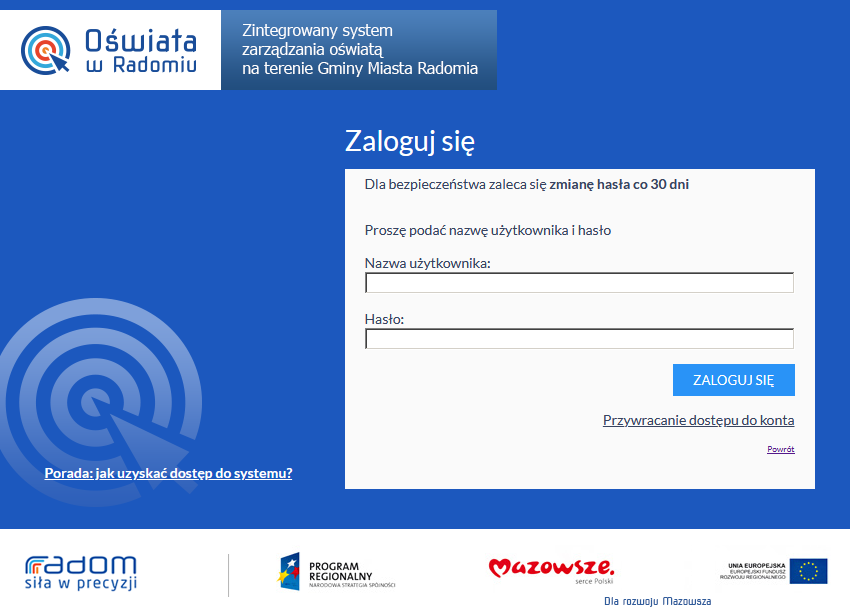 Oświata
w Radomiu
Zintegrowany system
zarządzania oświatą
na terenie Gminy Miasta Radomia
Zaloguj się
Dla bezpieczeństwa zaleca się zmianę hasła co 30 dni
Proszę podać nazwę użytkownika i hasło
Nazwa użytkownika:
Hasło:
ZALOGUJ SIĘ
Przywracanie dostępu do konta
Powrót
Porada: jak uzyskać dostęp do systemu?
radom
siła w precyzji
PROGRAM
REGIONALNY
NARODOWA STRATEGIA SPÓJNOŚCI
Mazowsze.
serce Polski
Dla rozwoju Mazowsza
UNIA EUROPEJSKA
EUROPEJSKI FUNDUSZ
ROZWOJU REGIONALNEGO